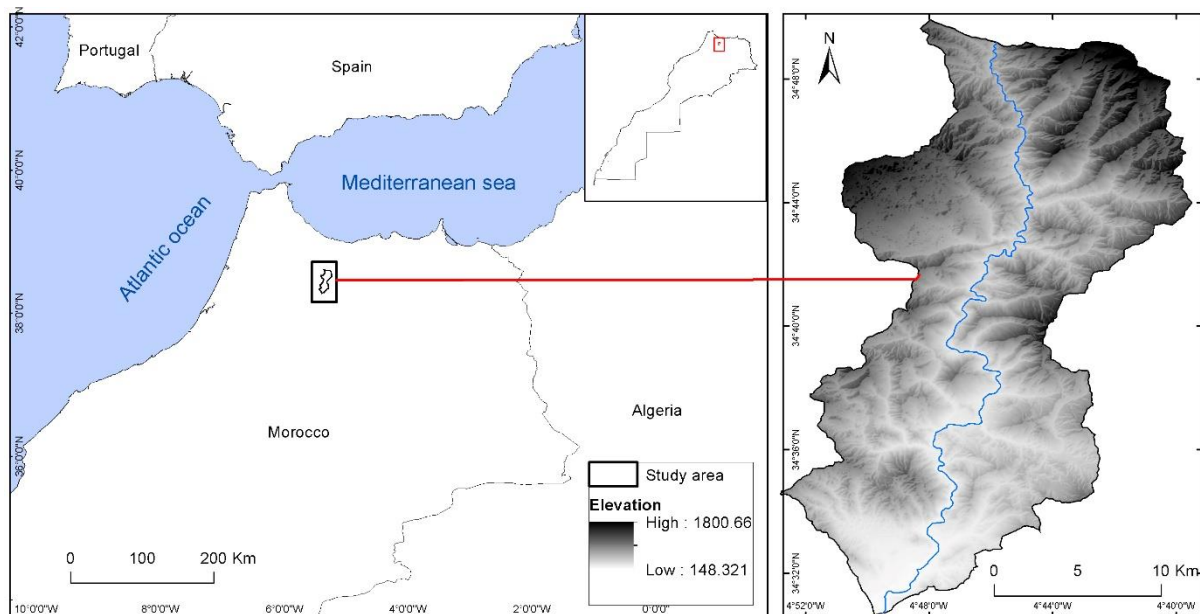 42°0'0"N
40°0'0"N
38°0'0"N
36°0'0"N
Portugal
Spain
Mediterranean sea
Atlantic ocean
Morocco
Algeria
Study area
Elevation
High : 1800.66
Low : 148.321
0 100 200 Km
10°0'0"W 8°0'0"W 6°0'0"W 4°0'0"W 2°0'0"W 0°0'0"
N
34°48'0"N
34°44'0"N
34°40'0"N
34°36'0"N
34°32'0"N
0 5 10 Km
4°52'0"W 4°48'0"W 4°44'0"W 4°40'0"W